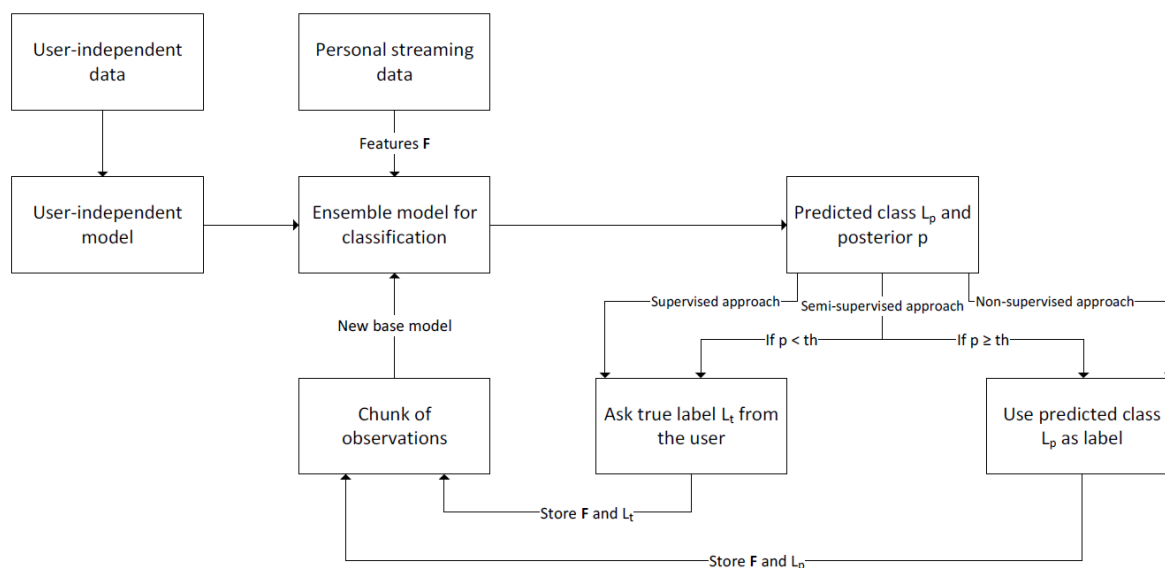 User-independent
data
Personal streaming
data
Features F
User-independent
model
Ensemble model for
classification
Predicted class Lₚ and
posterior p
Supervised approach
Semi-supervised approach
Non-supervised approach
New base model
If p < th
If p ≥ th
Chunk of
observations
Ask true label Lₜ from
the user
Use predicted class
Lₚ as label
Store F and Lₜ
Store F and Lₚ